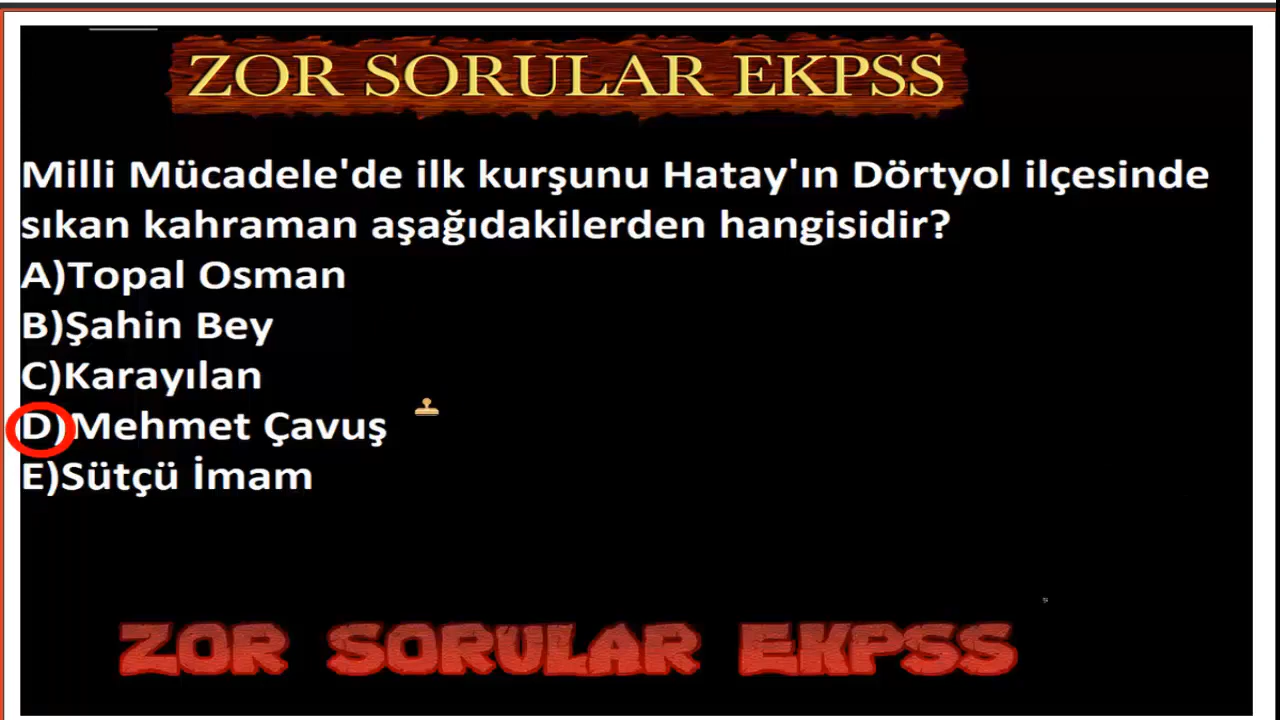 ZOR SORULAR EKPSS
Milli Mücadele'de ilk kurşunu Hatay'ın Dörtyol ilçesinde
sıkan kahraman aşağıdakilerden hangisidir?
A)Topal Osman
B)Şahin Bey
C)Karayılan
D)Mehmet Çavuş
E)Sütçü İmam
ZOR SORULAR EKPSS